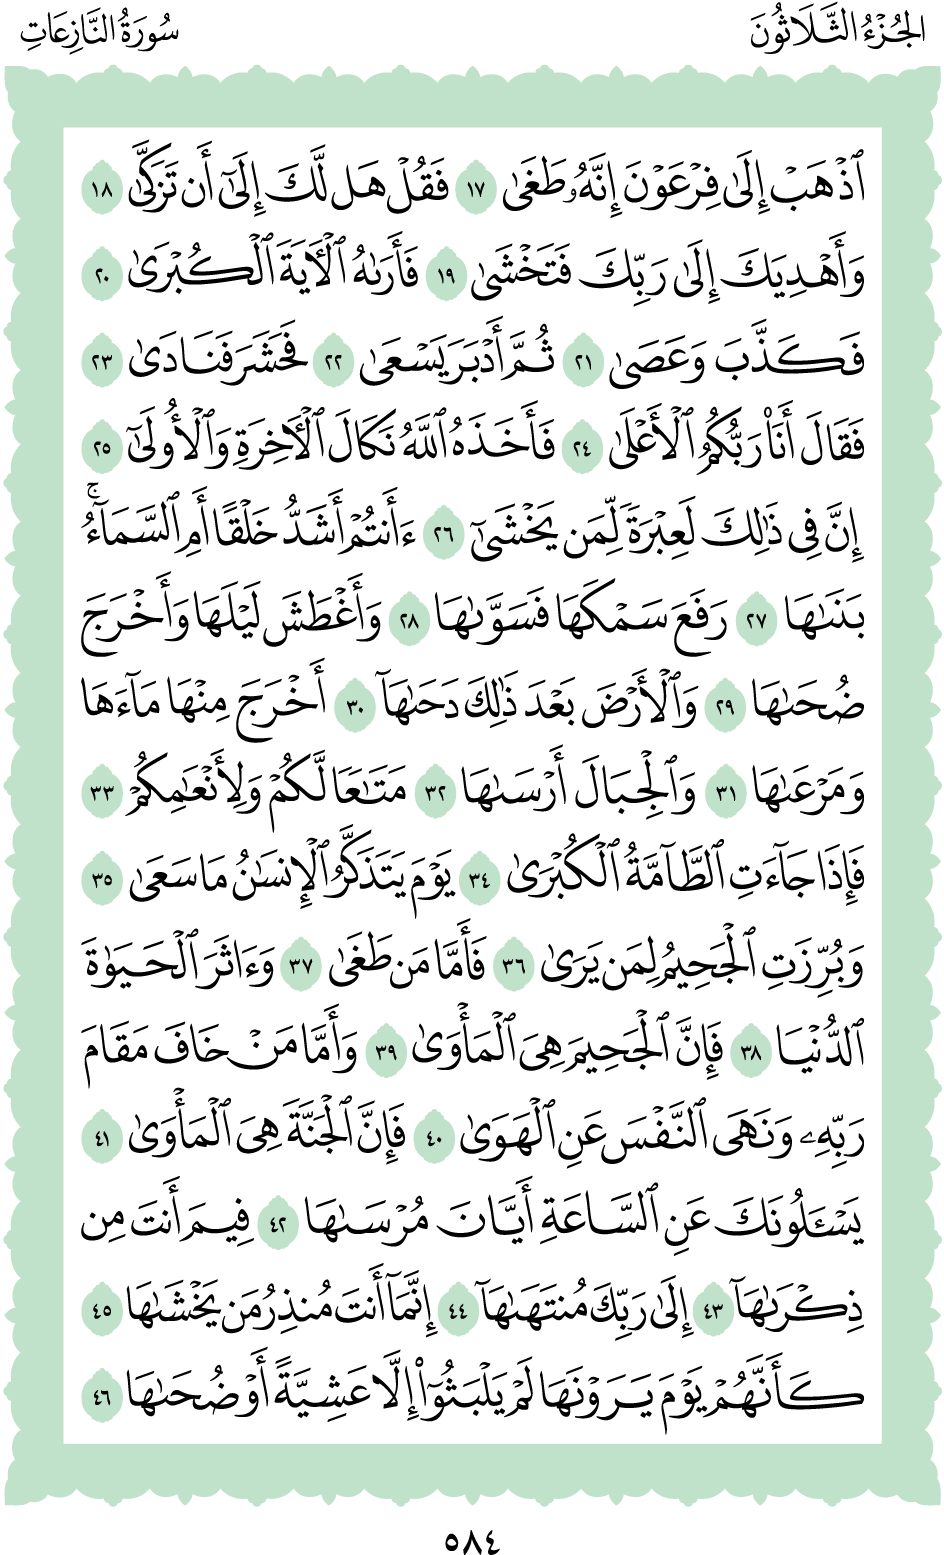 الجُزْءُ الثَّلَاثُونَ
سُورَةُ النَّازِعَاتِ
ٱذۡهَبۡ إِلَىٰ فِرۡعَوۡنَ إِنَّهُۥ طَغَىٰ ١٧ فَقُلۡ هَل لَّكَ إِلَىٰٓ أَن تَزَكَّىٰ ١٨
وَأَهۡدِيَكَ إِلَىٰ رَبِّكَ فَتَخۡشَىٰ ١٩ فَأَرَىٰهُ ٱلۡأٓيَةَ ٱلۡكُبۡرَىٰ ٢٠
فَكَذَّبَ وَعَصَىٰ ٢١ ثُمَّ أَدۡبَرَ يَسۡعَىٰ ٢٢ فَحَشَرَ فَنَادَىٰ ٢٣
فَقَالَ أَنَا۠ رَبُّكُمُ ٱلۡأَعۡلَىٰ ٢٤ فَأَخَذَهُ ٱللَّهُ نَكَالَ ٱلۡأٓخِرَةِ وَٱلۡأُولَىٰٓ ٢٥
إِنَّ فِي ذَٰلِكَ لَعِبۡرَةٗ لِّمَن يَخۡشَىٰٓ ٢٦ ءَأَنتُمۡ أَشَدُّ خَلۡقًا أَمِ ٱلسَّمَآءُۚ
بَنَىٰهَا ٢٧ رَفَعَ سَمۡكَهَا فَسَوَّىٰهَا ٢٨ وَأَغۡطَشَ لَيۡلَهَا وَأَخۡرَجَ
ضُحَىٰهَا ٢٩ وَٱلۡأَرۡضَ بَعۡدَ ذَٰلِكَ دَحَىٰهَآ ٣٠ أَخۡرَجَ مِنۡهَا مَآءَهَا
وَمَرۡعَىٰهَا ٣١ وَٱلۡجِبَالَ أَرۡسَىٰهَا ٣٢ مَتَٰعٗا لَّكُمۡ وَلِأَنۡعَٰمِكُمۡ ٣٣
فَإِذَا جَآءَتِ ٱلطَّآمَّةُ ٱلۡكُبۡرَىٰ ٣٤ يَوۡمَ يَتَذَكَّرُ ٱلۡإِنسَٰنُ مَا سَعَىٰ ٣٥
وَبُرِّزَتِ ٱلۡجَحِيمُ لِمَن يَرَىٰ ٣٦ فَأَمَّا مَن طَغَىٰ ٣٧ وَءَاثَرَ ٱلۡحَيَوٰةَ
ٱلدُّنۡيَا ٣٨ فَإِنَّ ٱلۡجَحِيمَ هِيَ ٱلۡمَأۡوَىٰ ٣٩ وَأَمَّا مَنۡ خَافَ مَقَامَ
رَبِّهِۦ وَنَهَى ٱلنَّفۡسَ عَنِ ٱلۡهَوَىٰ ٤٠ فَإِنَّ ٱلۡجَنَّةَ هِيَ ٱلۡمَأۡوَىٰ ٤١
يَسۡـَٔلُونَكَ عَنِ ٱلسَّاعَةِ أَيَّانَ مُرۡسَىٰهَا ٤٢ فِيمَ أَنتَ مِن
ذِكۡرَىٰهَآ ٤٣ إِلَىٰ رَبِّكَ مُنتَهَىٰهَآ ٤٤ إِنَّمَآ أَنتَ مُنذِرُ مَن يَخۡشَىٰهَا ٤٥
كَأَنَّهُمۡ يَوۡمَ يَرَوۡنَهَا لَمۡ يَلۡبَثُوٓاْ إِلَّا عَشِيَّةً أَوۡ ضُحَىٰهَا ٤٦
٥٨٤